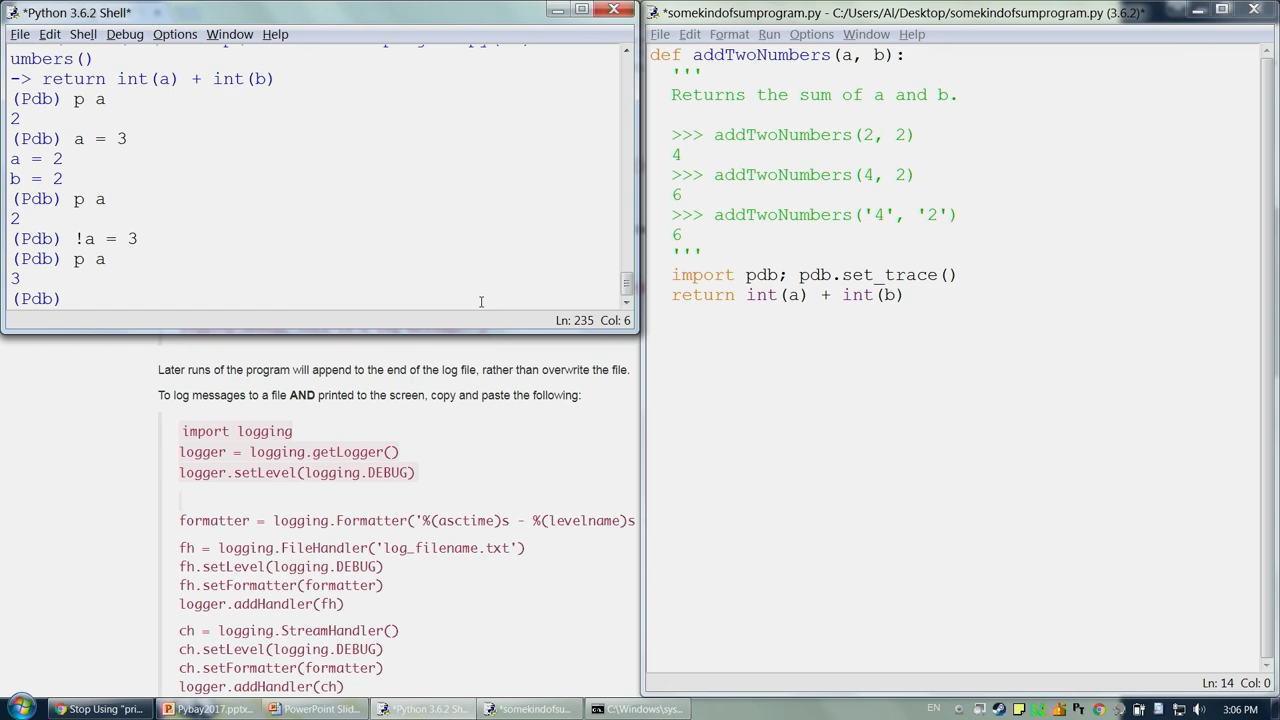 *Python 3.6.2 Shell*
File Edit Shell Debug Options Window Help
umbers()
-> return int(a) + int(b)
(Pdb) p a
2
(Pdb) a = 3
a = 2
b = 2
(Pdb) p a
2
(Pdb) !a = 3
(Pdb) p a
3
(Pdb)
Ln: 235 Col: 6
*somekindofsumprogram.py - C:/Users/Al/Desktop/somekindofsumprogram.py (3.6.2)*
File Edit Format Run Options Window Help
def addTwoNumbers(a, b):
'''
Returns the sum of a and b.
>>> addTwoNumbers(2, 2)
4
>>> addTwoNumbers(4, 2)
6
>>> addTwoNumbers('4', '2')
6
'''
import pdb; pdb.set_trace()
return int(a) + int(b)
Ln: 14 Col: 0
Later runs of the program will append to the end of the log file, rather than overwrite the file.
To log messages to a file AND printed to the screen, copy and paste the following:
import logging
logger = logging.getLogger()
logger.setLevel(logging.DEBUG)
formatter = logging.Formatter('%(asctime)s - %(levelname)s
fh = logging.FileHandler('log_filename.txt')
fh.setLevel(logging.DEBUG)
fh.setFormatter(formatter)
logger.addHandler(fh)
ch = logging.StreamHandler()
ch.setLevel(logging.DEBUG)
ch.setFormatter(formatter)
logger.addHandler(ch)
Stop Using "pri... Pybay2017.pptx... PowerPoint Slid... *Python 3.6.2 Sh... *somekindofsu... C:\Windows\sys... EN 3:06 PM